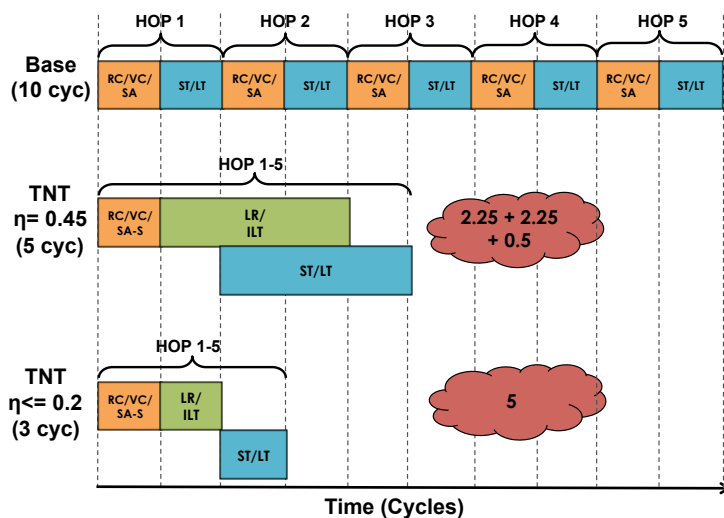 HOP 1 HOP 2 HOP 3 HOP 4 HOP 5
Base
(10 cyc)
RC/VC/
SA
ST/LT
RC/VC/
SA
ST/LT
RC/VC/
SA
ST/LT
RC/VC/
SA
ST/LT
RC/VC/
SA
ST/LT
HOP 1-5
TNT
η= 0.45
(5 cyc)
RC/VC/
SA-S
LR/
ILT
ST/LT
2.25 + 2.25
+ 0.5
HOP 1-5
TNT
η<= 0.2
(3 cyc)
RC/VC/
SA-S
LR/
ILT
ST/LT
5
Time (Cycles)